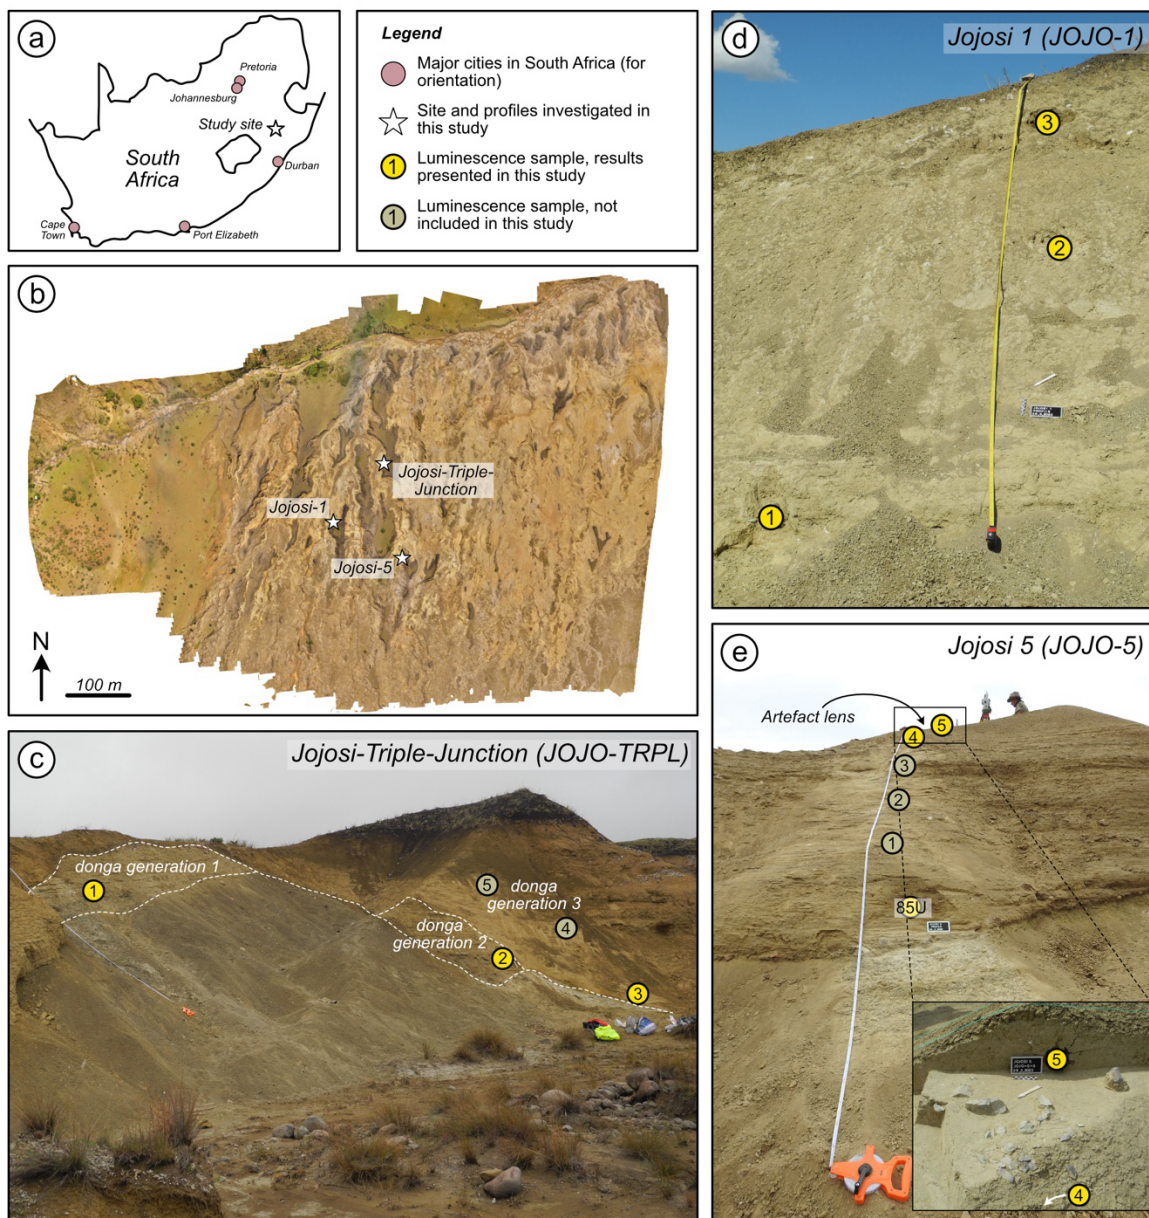 a
Pretoria
Johannesburg
Study site
South
Africa
Durban
Cape
Town
Port Elizabeth
Legend
Major cities in South Africa (for
orientation)
Site and profiles investigated in
this study
1
Luminescence sample, results
presented in this study
1
Luminescence sample, not
included in this study
b
Jojosi-Triple-
Junction
Jojosi-1
Jojosi-5
N
100 m
c
Jojosi-Triple-Junction (JOJO-TRPL)
donga generation 1
1
5
donga
generation 3
4
donga
generation 2
2
3
d
Jojosi 1 (JOJO-1)
3
2
1
e
Jojosi 5 (JOJO-5)
Artefact lens
5
4
3
2
1
85U
5
4